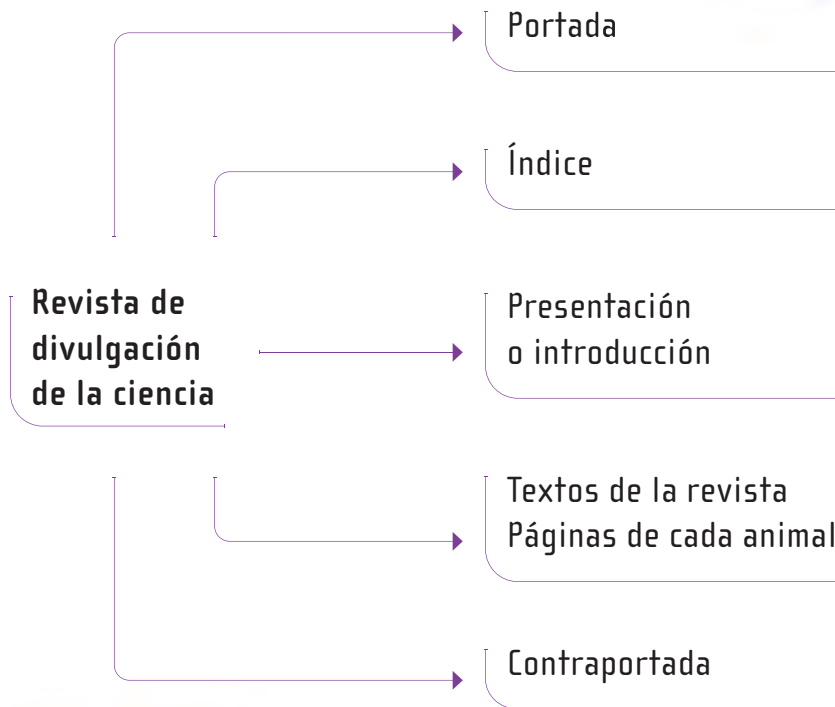 Portada
Índice
Revista de
divulgación
de la ciencia
Presentación
o introducción
Textos de la revista
Páginas de cada animal
Contraportada